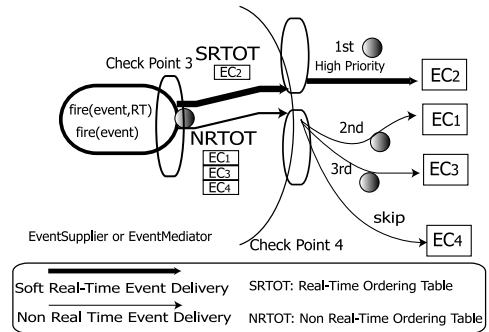 SRTOT
EC2
Check Point 3
1st
High Priority
EC2
fire(event,RT)
fire(event)
NRTOT
EC1
EC3
EC4
2nd
EC1
3rd
EC3
skip
EC4
EventSupplier or EventMediator
Check Point 4
Soft Real-Time Event Delivery
SRTOT: Real-Time Ordering Table
Non Real Time Event Delivery
NRTOT: Non Real-Time Ordering Table